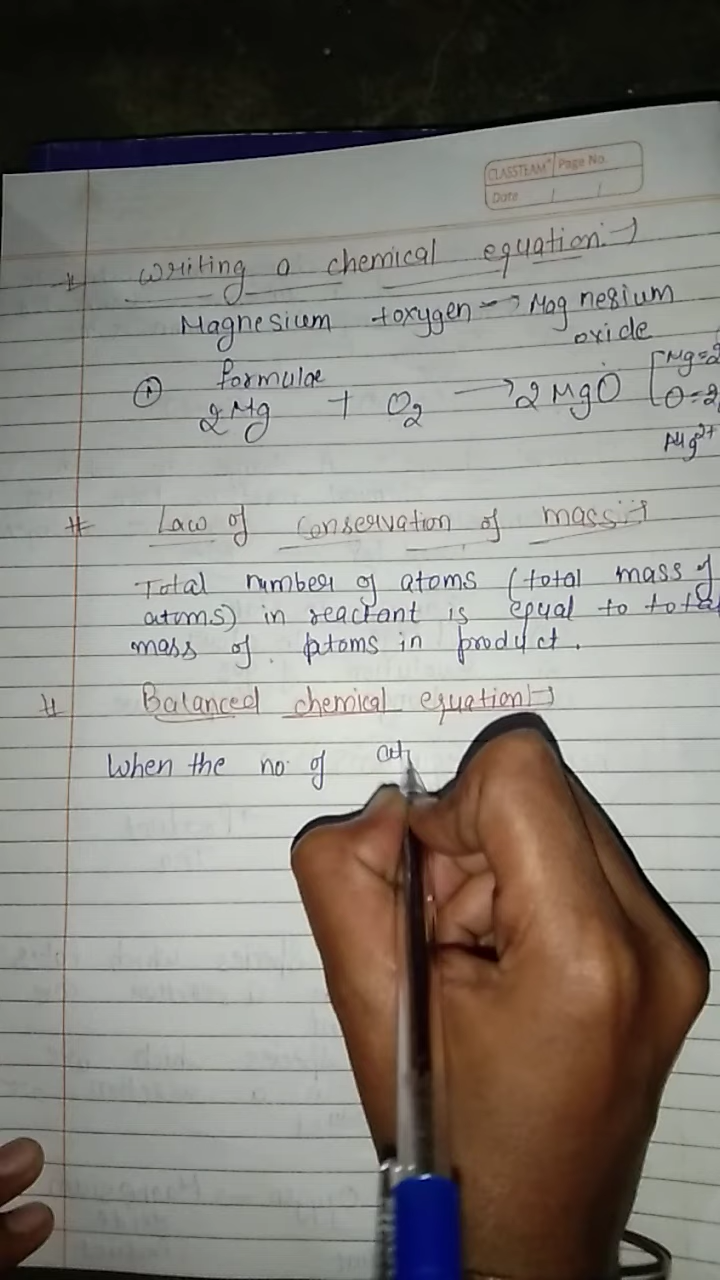 CLASSTEAM Page No.
Date / /
Writing a chemical equation:→
Magnesium + oxygen → Magnesium
oxide
formulae
2Mg + O2 → 2MgO [Mg=2
O=2
Mg2+
# Law of conservation of mass:→
Total number of atoms (total mass of
atoms) in reactant is equal to total
mass of atoms in product.
# Balanced chemical equation:→
When the no. of